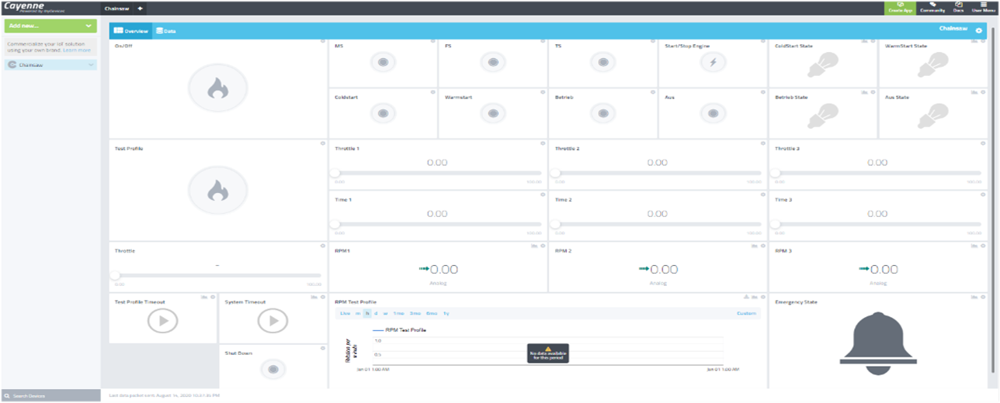 Cayenne
Powered by myDevices
Chainsaw +
Create App Community Docs User Menu
Add new...
Commercialize your IoT solution
using your own brand. Learn more
Chainsaw
Overview Data Chainsaw
On/Off
MS
FS
TS
Start/Stop Engine
ColdStart State
WarmStart State
Coldstart
Warmstart
Betrieb
Aus
Betrieb State
Aus State
Test Profile
Throttle 1
0.00
0.00 100.00
Throttle 2
0.00
0.00 100.00
Throttle 3
0.00
0.00 100.00
Time 1
0.00
0.00 100.00
Time 2
0.00
0.00 100.00
Time 3
0.00
0.00 100.00
Throttle
-
0.00 100.00
RPM1
0.00
Analog
RPM 2
0.00
Analog
RPM 3
0.00
Analog
Test Profile Timeout
System Timeout
Shut Down
RPM Test Profile
Live m h d w 1mo 3mo 6mo 1y Custom
RPM Test Profile
1.0
0.5
No data available
for this period
Jan 01 1:00 AM Jan 01 1:00 AM
Emergency State
Search Devices
Last data packet sent: August 14, 2020